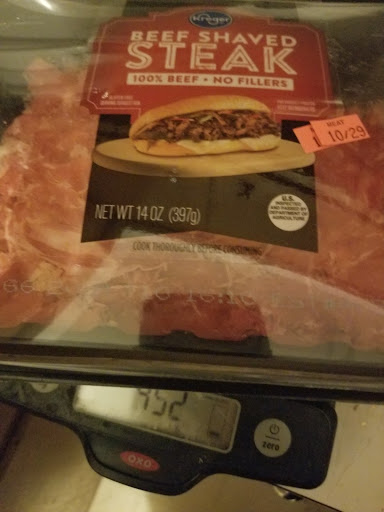 Kroger
BEEF SHAVED
STEAK
100% BEEF • NO FILLERS
MEAT
10/29
NET WT 14 OZ (397g)
U.S.
INSPECTED
AND PASSED BY
DEPARTMENT OF
AGRICULTURE
COOK THOROUGHLY BEFORE CONSUMING
452
zero
OXO